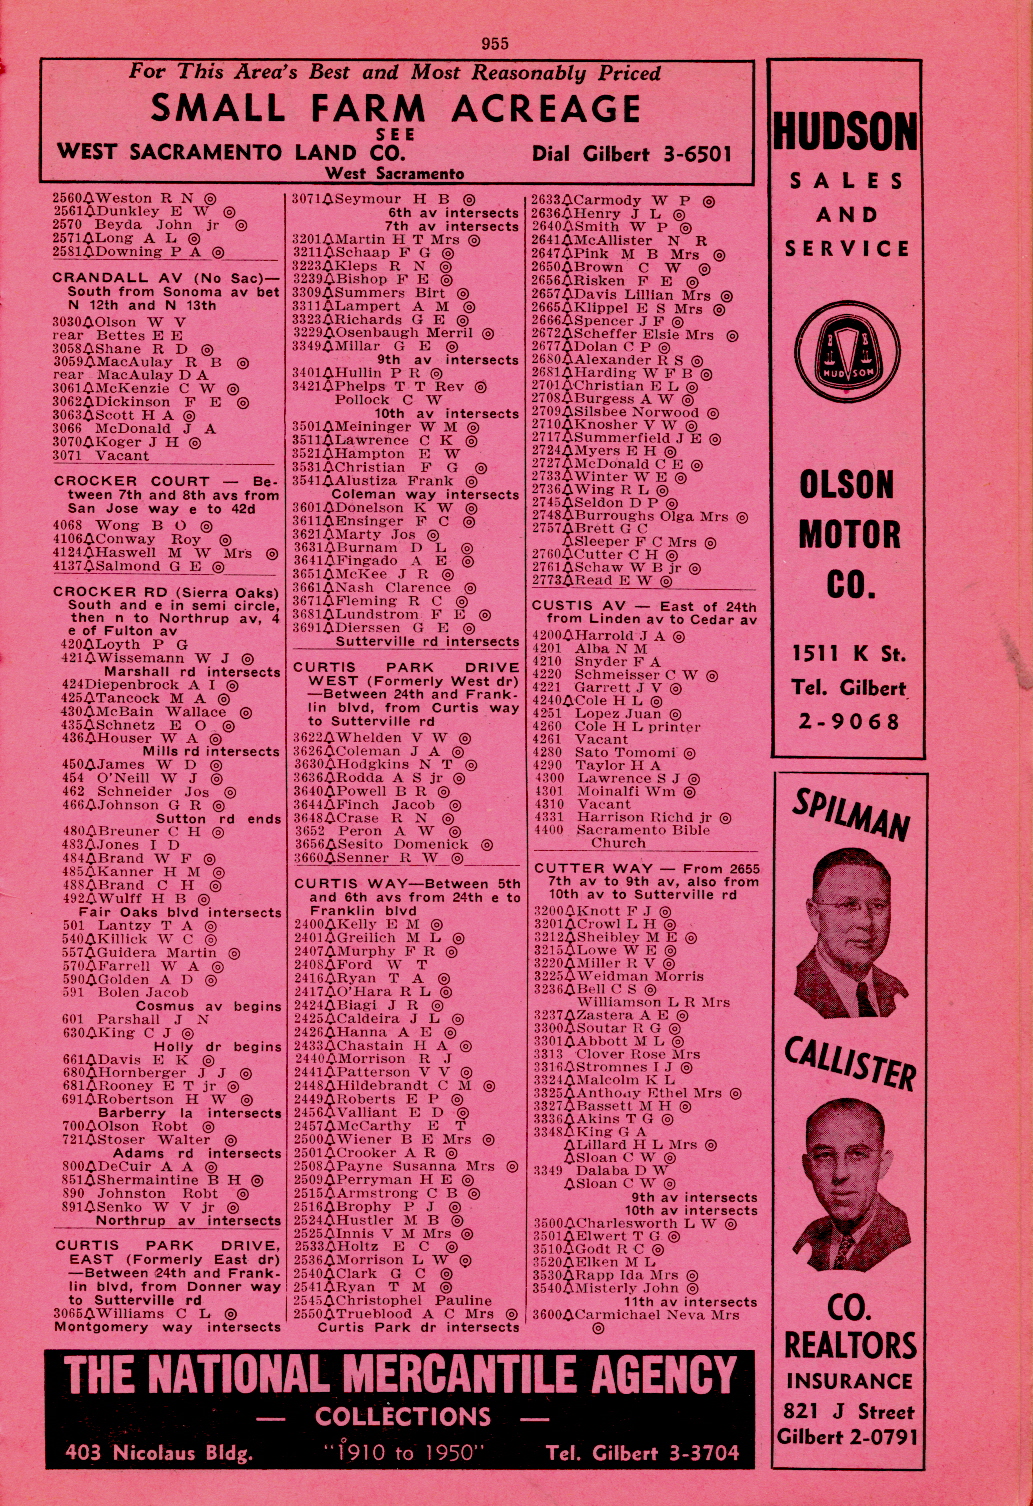 955
For This Area's Best and Most Reasonably Priced
SMALL FARM ACREAGE
SEE
WEST SACRAMENTO LAND CO. Dial Gilbert 3-6501
West Sacramento
2560△Weston R N ◎
2561△Dunkley E W ◎
2570 Beyda John jr ◎
2571△Long A L ◎
2581△Downing P A ◎
CRANDALL AV (No Sac)—
South from Sonoma av bet
N 12th and N 13th
3030△Olson W V
rear Bettes E E
3058△Shane R D ◎
3059△MacAulay R B ◎
rear MacAulay D A
3061△McKenzie C W ◎
3062△Dickinson F E ◎
3063△Scott H A ◎
3066 McDonald J A
3070△Koger J H ◎
3071 Vacant
CROCKER COURT — Be-
tween 7th and 8th avs from
San Jose way e to 42d
4068 Wong B O ◎
4106△Conway Roy ◎
4124△Haswell M W Mrs ◎
4137△Salmond G E ◎
CROCKER RD (Sierra Oaks)
South and e in semi circle,
then n to Northrup av, 4
e of Fulton av
420△Loyth P G
421△Wissemann W J ◎
Marshall rd intersects
424Diepenbrock A I ◎
425△Tancock M A ◎
430△McBain Wallace ◎
435△Schnetz E O ◎
436△Houser W A ◎
Mills rd intersects
450△James W D ◎
454 O'Neill W J ◎
462 Schneider Jos ◎
466△Johnson G R ◎
Sutton rd ends
480△Breuner C H ◎
483△Jones I D
484△Brand W F ◎
485△Kanner H M ◎
488△Brand C H ◎
492△Wulff H B ◎
Fair Oaks blvd intersects
501 Lantzy T A ◎
540△Killick W C ◎
557△Guidera Martin ◎
570△Farrell W A ◎
590△Golden A D ◎
591 Bolen Jacob
Cosmus av begins
601 Parshall J N
630△King C J ◎
Holly dr begins
661△Davis E K ◎
680△Hornberger J J ◎
681△Rooney E T jr ◎
691△Robertson H W ◎
Barberry la intersects
700△Olson Robt ◎
721△Stoser Walter ◎
Adams rd intersects
800△DeCuir A A ◎
851△Shermaintine B H ◎
890 Johnston Robt ◎
891△Senko W V jr ◎
Northrup av intersects
CURTIS PARK DRIVE,
EAST (Formerly East dr)
—Between 24th and Frank-
lin blvd, from Donner way
to Sutterville rd
3065△Williams C L ◎
Montgomery way intersects
3071△Seymour H B ◎
6th av intersects
7th av intersects
3201△Martin H T Mrs ◎
3211△Schaap F G ◎
3223△Kleps R N ◎
3239△Bishop F E ◎
3309△Summers Birt ◎
3311△Lampert A M ◎
3323△Richards G E ◎
3229△Osenbaugh Merril ◎
3349△Millar G E ◎
9th av intersects
3401△Hullin P R ◎
3421△Phelps T T Rev ◎
Pollock C W
10th av intersects
3501△Meininger W M ◎
3511△Lawrence C K ◎
3521△Hampton E W
3531△Christian F G ◎
3541△Alustiza Frank ◎
Coleman way intersects
3601△Donelson K W ◎
3611△Ensinger F C ◎
3621△Marty Jos ◎
3631△Burnam D L ◎
3641△Fingado A E ◎
3651△McKee J R ◎
3661△Nash Clarence ◎
3671△Fleming R C ◎
3681△Lundstrom F E ◎
3691△Dierssen G E ◎
Sutterville rd intersects
CURTIS PARK DRIVE
WEST (Formerly West dr)
—Between 24th and Frank-
lin blvd, from Curtis way
to Sutterville rd
3622△Whelden V W ◎
3626△Coleman J A ◎
3630△Hodgkins N T ◎
3636△Rodda A S jr ◎
3640△Powell B R ◎
3644△Finch Jacob ◎
3648△Crase R N ◎
3652 Peron A W ◎
3656△Sesito Domenick ◎
3660△Senner R W ◎
CURTIS WAY—Between 5th
and 6th avs from 24th e to
Franklin blvd
2400△Kelly E M ◎
2401△Greilich M L ◎
2407△Murphy F R ◎
2408△Ford W T
2416△Ryan T A ◎
2417△O'Hara R L ◎
2424△Biagi J R ◎
2425△Caldeira J L ◎
2426△Hanna A E ◎
2433△Chastain H A ◎
2440△Morrison R J
2441△Patterson V V ◎
2448△Hildebrandt C M ◎
2449△Roberts E P ◎
2456△Valliant E D ◎
2457△McCarthy E T
2500△Wiener B E Mrs ◎
2501△Crooker A R ◎
2508△Payne Susanna Mrs ◎
2509△Perryman H E ◎
2515△Armstrong C B ◎
2516△Brophy P J ◎
2524△Hustler M B ◎
2525△Innis V M Mrs ◎
2533△Holtz E C ◎
2536△Morrison L W ◎
2540△Clark G C ◎
2541△Ryan T M ◎
2545△Christophel Pauline
2550△Trueblood A C Mrs ◎
Curtis Park dr intersects
2633△Carmody W P ◎
2636△Henry J L ◎
2640△Smith W P ◎
2641△McAllister N R
2647△Pink M B Mrs ◎
2650△Brown C W ◎
2656△Risken F E ◎
2657△Davis Lillian Mrs ◎
2665△Klippel E S Mrs ◎
2666△Spencer J F ◎
2672△Scheffer Elsie Mrs ◎
2677△Dolan C P ◎
2680△Alexander R S ◎
2681△Harding W F B ◎
2701△Christian E L ◎
2708△Burgess A W ◎
2709△Silsbee Norwood ◎
2710△Knosher V W ◎
2717△Summerfield J E ◎
2724△Myers E H ◎
2727△McDonald C E ◎
2733△Winter W E ◎
2736△Wing R L ◎
2745△Seldon D P ◎
2748△Burroughs Olga Mrs ◎
2757△Brett G C
△Sleeper F C Mrs ◎
2760△Cutter C H ◎
2761△Schaw W B jr ◎
2773△Read E W ◎
CUSTIS AV — East of 24th
from Linden av to Cedar av
4200△Harrold J A ◎
4201 Alba N M
4210 Snyder F A
4220 Schmeisser C W ◎
4221 Garrett J V ◎
4240△Cole H L ◎
4251 Lopez Juan ◎
4260 Cole H L printer
4261 Vacant
4280 Sato Tomomi ◎
4290 Taylor H A
4300 Lawrence S J ◎
4301 Moinalfi Wm ◎
4310 Vacant
4331 Harrison Richd jr ◎
4400 Sacramento Bible
Church
CUTTER WAY — From 2655
7th av to 9th av, also from
10th av to Sutterville rd
3200△Knott F J ◎
3201△Crowl L H ◎
3212△Sheibley M E ◎
3215△Lowe W E ◎
3220△Miller R V ◎
3225△Weidman Morris
3236△Bell C S ◎
Williamson L R Mrs
3237△Zastera A E ◎
3300△Soutar R G ◎
3301△Abbott M L ◎
3313 Clover Rose Mrs
3316△Stromnes I J ◎
3324△Malcolm K L
3325△Anthony Ethel Mrs ◎
3327△Bassett M H ◎
3336△Akins T G ◎
3348△King G A
△Lillard H L Mrs ◎
△Sloan C W ◎
3349 Dalaba D W
△Sloan C W ◎
9th av intersects
10th av intersects
3500△Charlesworth L W ◎
3501△Elwert T G ◎
3510△Godt R C ◎
3520△Elken M L
3530△Rapp Ida Mrs ◎
3540△Misterly John ◎
11th av intersects
3600△Carmichael Neva Mrs
◎
HUDSON
SALES
AND
SERVICE
HUDSON
OLSON
MOTOR
CO.
1511 K St.
Tel. Gilbert
2-9068
SPILMAN
CALLISTER
CO.
REALTORS
INSURANCE
821 J Street
Gilbert 2-0791
THE NATIONAL MERCANTILE AGENCY
— COLLECTIONS —
403 Nicolaus Bldg. "1910 to 1950" Tel. Gilbert 3-3704